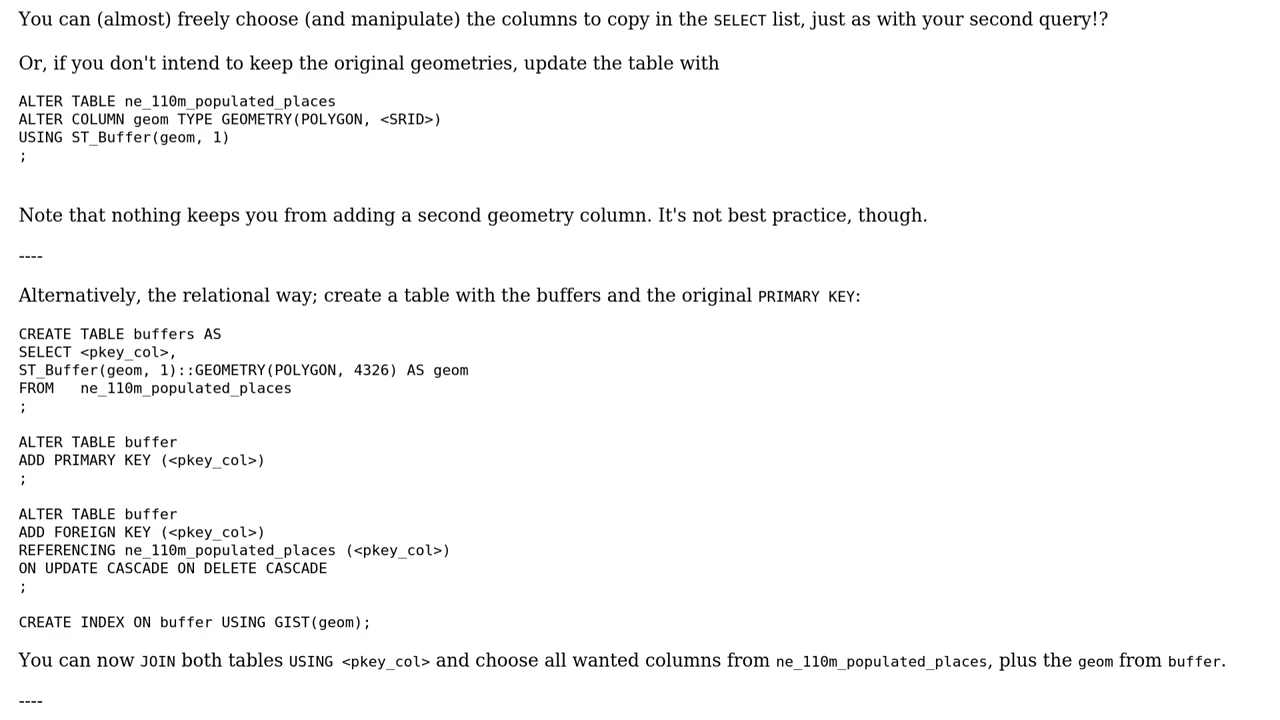 You can (almost) freely choose (and manipulate) the columns to copy in the SELECT list, just as with your second query!?
Or, if you don't intend to keep the original geometries, update the table with
ALTER TABLE ne_110m_populated_places
ALTER COLUMN geom TYPE GEOMETRY(POLYGON, <SRID>)
USING ST_Buffer(geom, 1)
;
Note that nothing keeps you from adding a second geometry column. It's not best practice, though.
----
Alternatively, the relational way; create a table with the buffers and the original PRIMARY KEY:
CREATE TABLE buffers AS
SELECT <pkey_col>,
ST_Buffer(geom, 1)::GEOMETRY(POLYGON, 4326) AS geom
FROM   ne_110m_populated_places
;
ALTER TABLE buffer
ADD PRIMARY KEY (<pkey_col>)
;
ALTER TABLE buffer
ADD FOREIGN KEY (<pkey_col>)
REFERENCING ne_110m_populated_places (<pkey_col>)
ON UPDATE CASCADE ON DELETE CASCADE
;
CREATE INDEX ON buffer USING GIST(geom);
You can now JOIN both tables USING <pkey_col> and choose all wanted columns from ne_110m_populated_places, plus the geom from buffer.
----